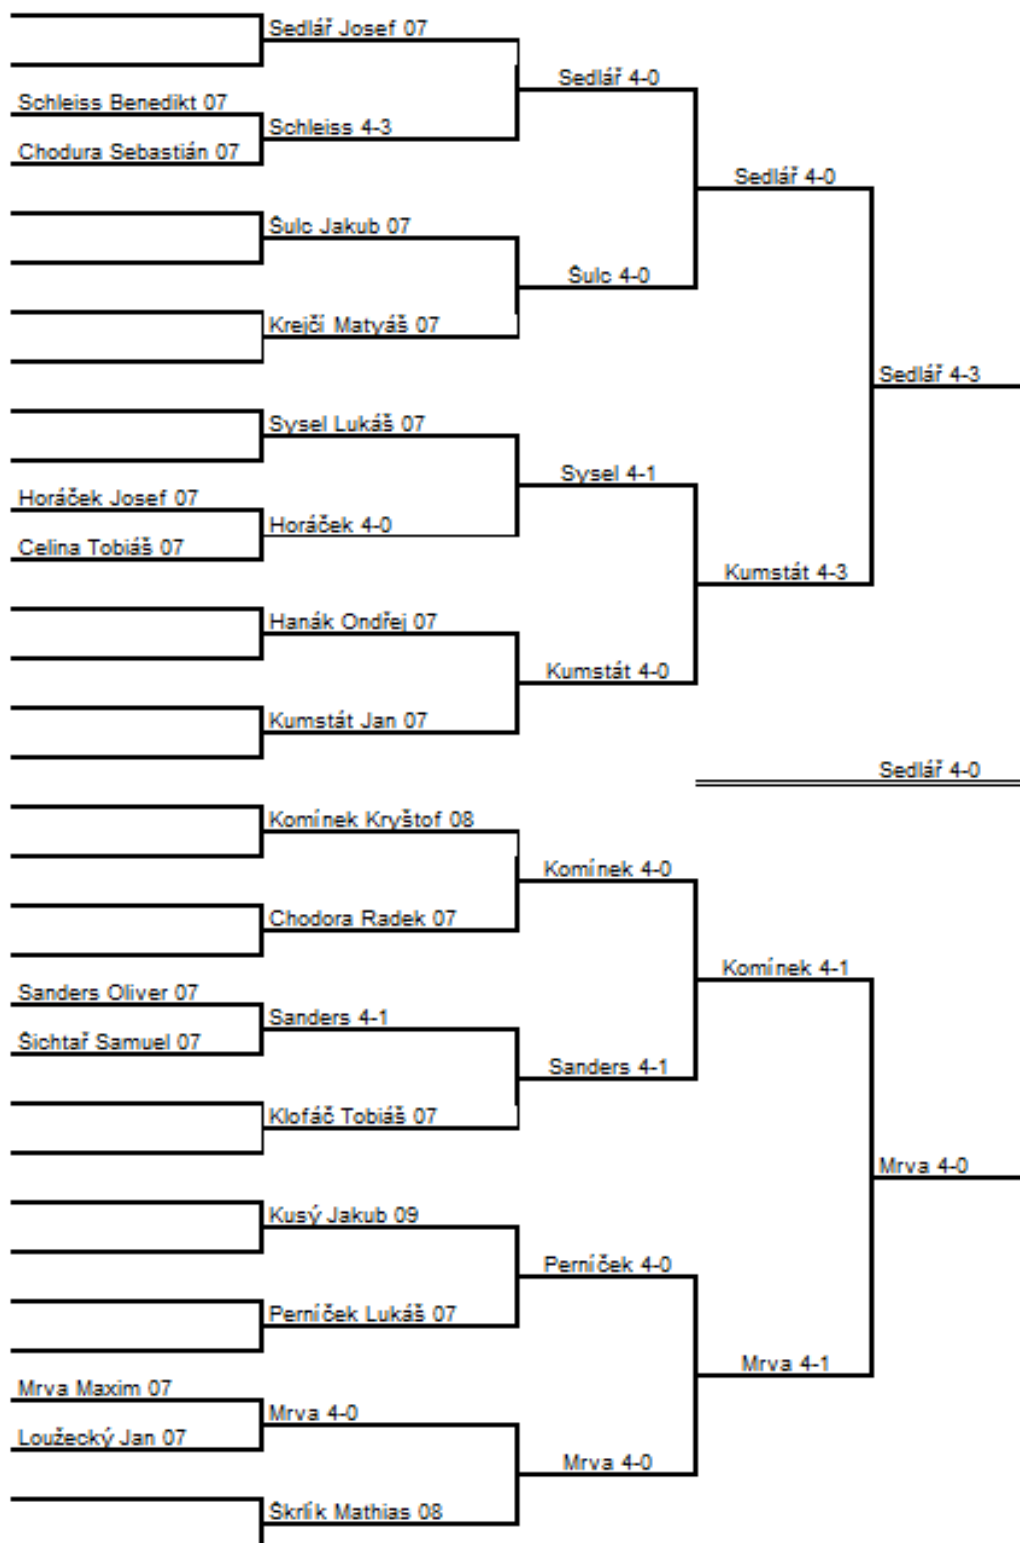 Sedlář Josef 07
Sedlář 4-0
Schleiss Benedikt 07
Schleiss 4-3
Chodura Sebastián 07
Sedlář 4-0
Šulc Jakub 07
Šulc 4-0
Krejčí Matyáš 07
Sedlář 4-3
Sysel Lukáš 07
Sysel 4-1
Horáček Josef 07
Horáček 4-0
Celina Tobiáš 07
Kumstát 4-3
Hanák Ondřej 07
Kumstát 4-0
Kumstát Jan 07
Sedlář 4-0
Komínek Kryštof 08
Komínek 4-0
Chodora Radek 07
Komínek 4-1
Sanders Oliver 07
Sanders 4-1
Šichtař Samuel 07
Sanders 4-1
Klofáč Tobiáš 07
Mrva 4-0
Kusý Jakub 09
Perníček 4-0
Perníček Lukáš 07
Mrva 4-1
Mrva Maxim 07
Mrva 4-0
Loužecký Jan 07
Mrva 4-0
Škrlík Mathias 08